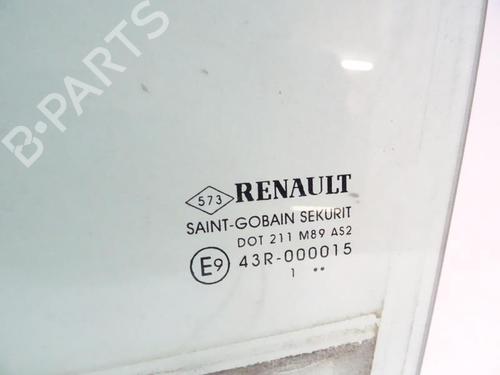 B-PARTS
573 RENAULT
SAINT-GOBAIN SEKURIT
DOT 211 M89 AS2
E9 43R-000015
1 **